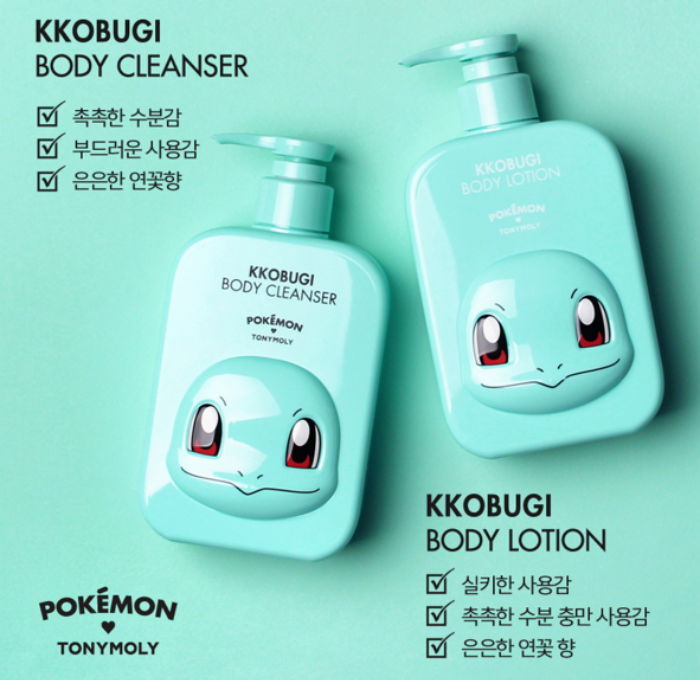 KKOBUGI
BODY CLEANSER
촉촉한 수분감
부드러운 사용감
은은한 연꽃향
KKOBUGI
BODY LOTION
POKÉMON
TONYMOLY
KKOBUGI
BODY CLEANSER
POKÉMON
TONYMOLY
KKOBUGI
BODY LOTION
실키한 사용감
촉촉한 수분 충만 사용감
은은한 연꽃 향
POKÉMON
TONYMOLY